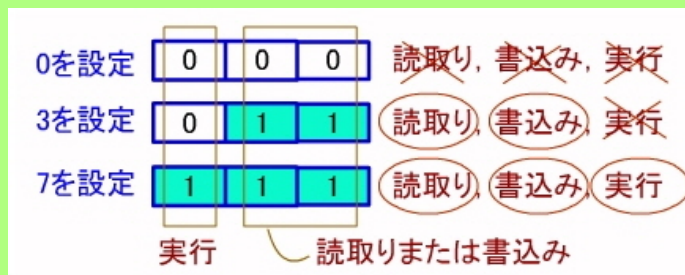 0を設定 0 0 0 読取り, 書込み, 実行
3を設定 0 1 1 読取り, 書込み, 実行
7を設定 1 1 1 読取り, 書込み, 実行
実行 読取りまたは書込み